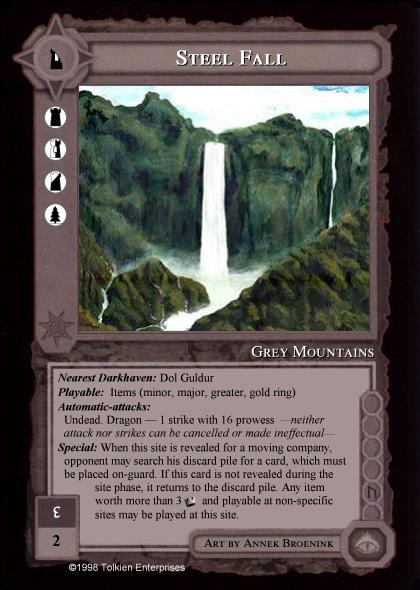 STEEL FALL
GREY MOUNTAINS
Nearest Darkhaven: Dol Guldur
Playable: Items (minor, major, greater, gold ring)
Automatic-attacks:
Undead. Dragon — 1 strike with 16 prowess —neither
attack nor strikes can be cancelled or made ineffectual—
Special: When this site is revealed for a moving company,
opponent may search his discard pile for a card, which must
be placed on-guard. If this card is not revealed during the
site phase, it returns to the discard pile. Any item
worth more than 3 and playable at non-specific
sites may be played at this site.
2
ART BY ANNEK BROENINK
©1998 Tolkien Enterprises